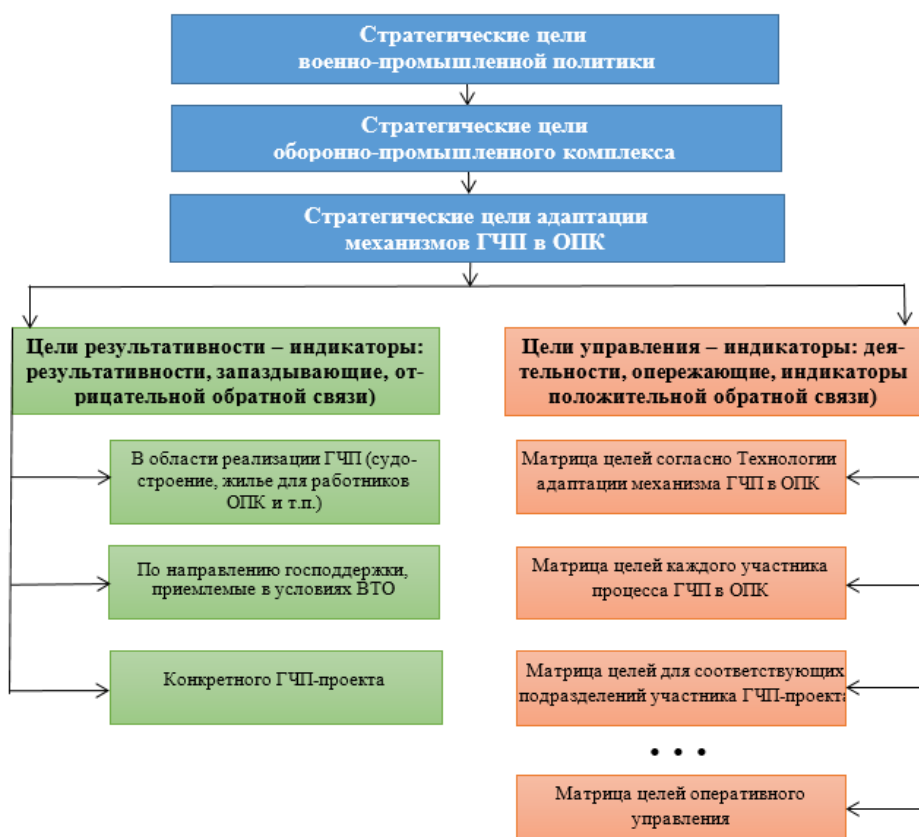 Стратегические цели
военно-промышленной политики
Стратегические цели
оборонно-промышленного комплекса
Стратегические цели адаптации
механизмов ГЧП в ОПК
Цели результативности – индикаторы:
результативности, запаздывающие, от-
рицательной обратной связи)
В области реализации ГЧП (судо-
строение, жилье для работников
ОПК и т.п.)
По направлению господдержки,
приемлемые в условиях ВТО
Конкретного ГЧП-проекта
Цели управления – индикаторы: дея-
тельности, опережающие, индикаторы
положительной обратной связи)
Матрица целей согласно Технологии
адаптации механизма ГЧП в ОПК
Матрица целей каждого участника
процесса ГЧП в ОПК
Матрица целей для соответствующих
подразделений участника ГЧП-проекта
• • •
Матрица целей оперативного
управления